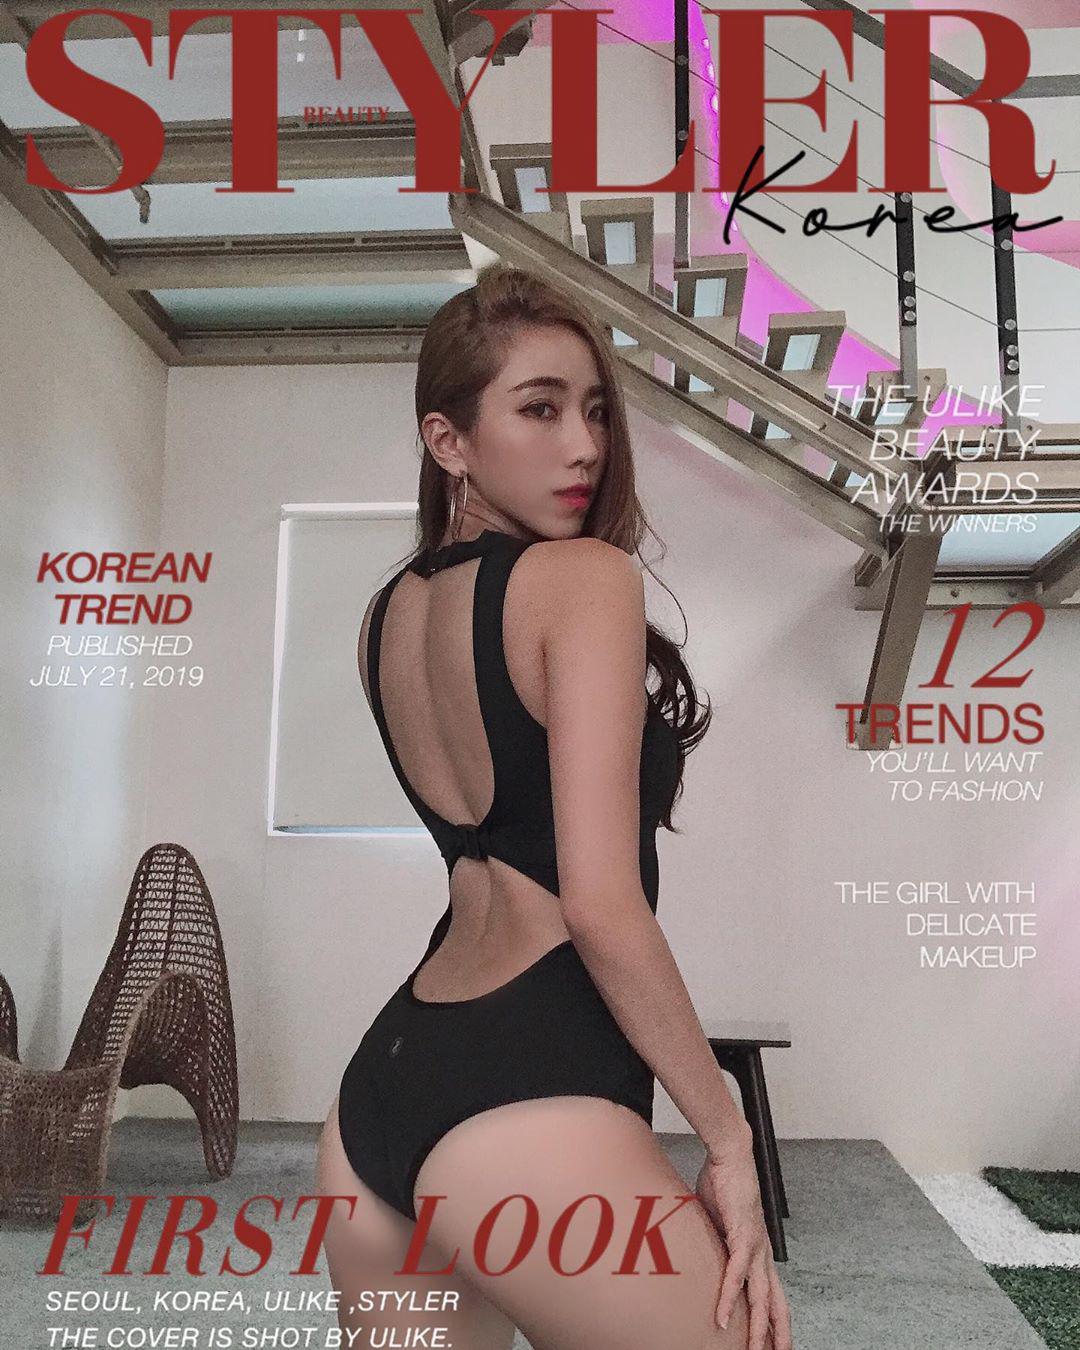 STYLER
BEAUTY
Korea
THE ULIKE
BEAUTY
AWARDS
THE WINNERS
KOREAN
TREND
PUBLISHED
JULY 21, 2019
12
TRENDS
YOU'LL WANT
TO FASHION
THE GIRL WITH
DELICATE
MAKEUP
FIRST LOOK
SEOUL, KOREA, ULIKE ,STYLER
THE COVER IS SHOT BY ULIKE.